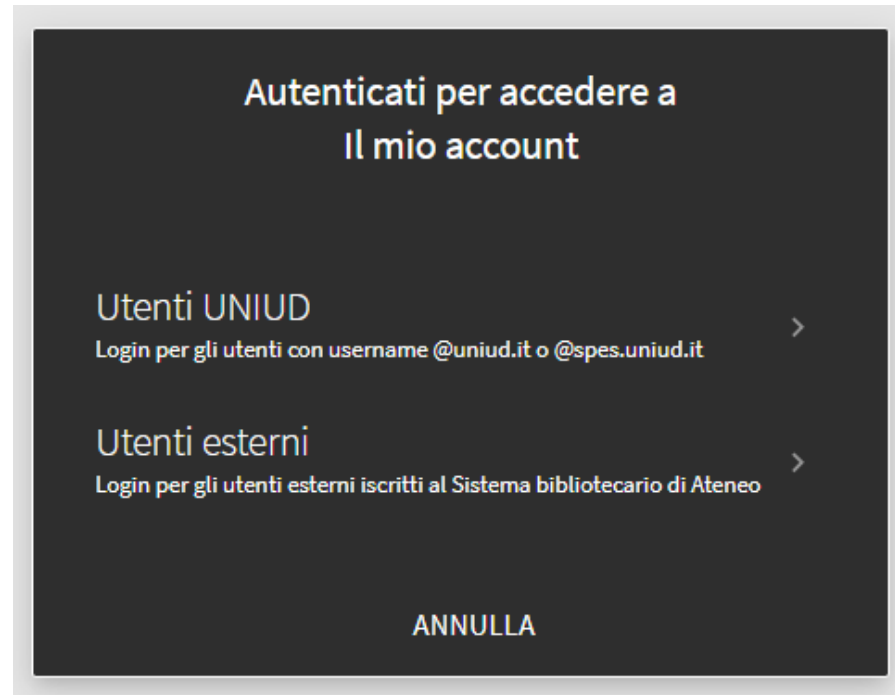 Autenticati per accedere a
Il mio account
Utenti UNIUD
Login per gli utenti con username @uniud.it o @spes.uniud.it
Utenti esterni
Login per gli utenti esterni iscritti al Sistema bibliotecario di Ateneo
ANNULLA